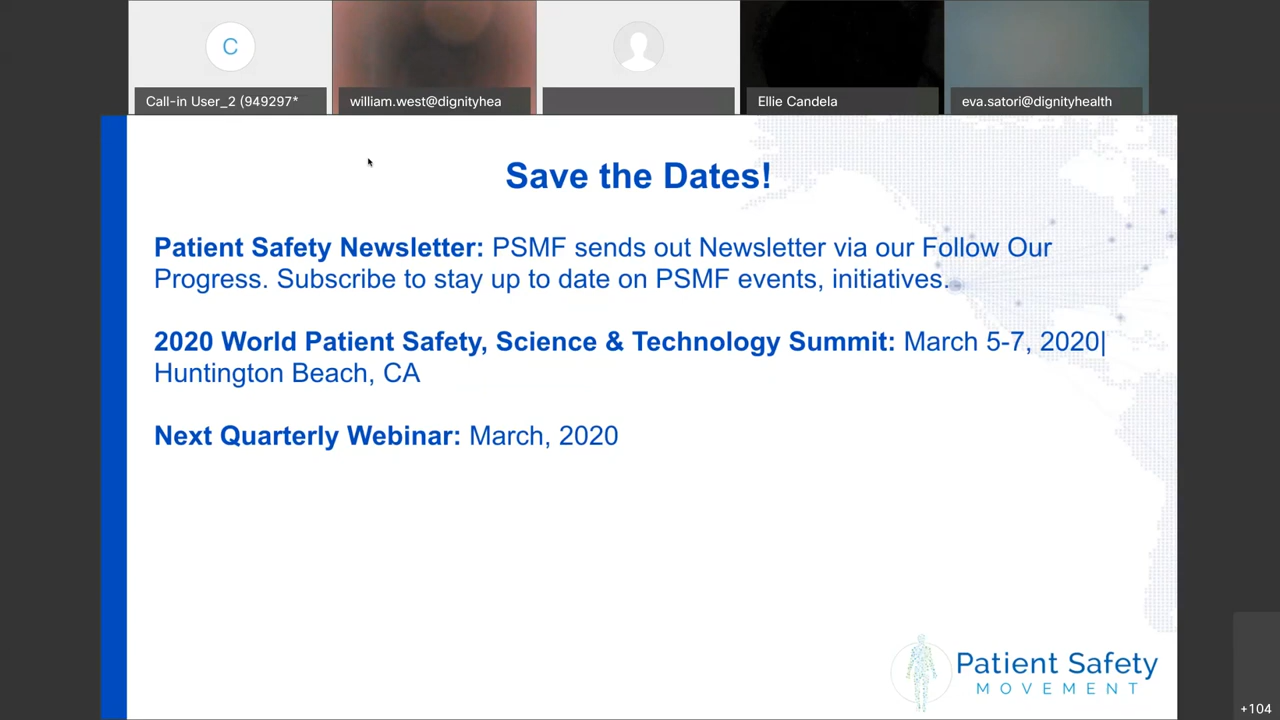 C
Call-in User_2 (949297*
william.west@dignityhea
Ellie Candela
eva.satori@dignityhealth
Save the Dates!
Patient Safety Newsletter: PSMF sends out Newsletter via our Follow Our
Progress. Subscribe to stay up to date on PSMF events, initiatives.
2020 World Patient Safety, Science & Technology Summit: March 5-7, 2020|
Huntington Beach, CA
Next Quarterly Webinar: March, 2020
Patient Safety
MOVEMENT
+104